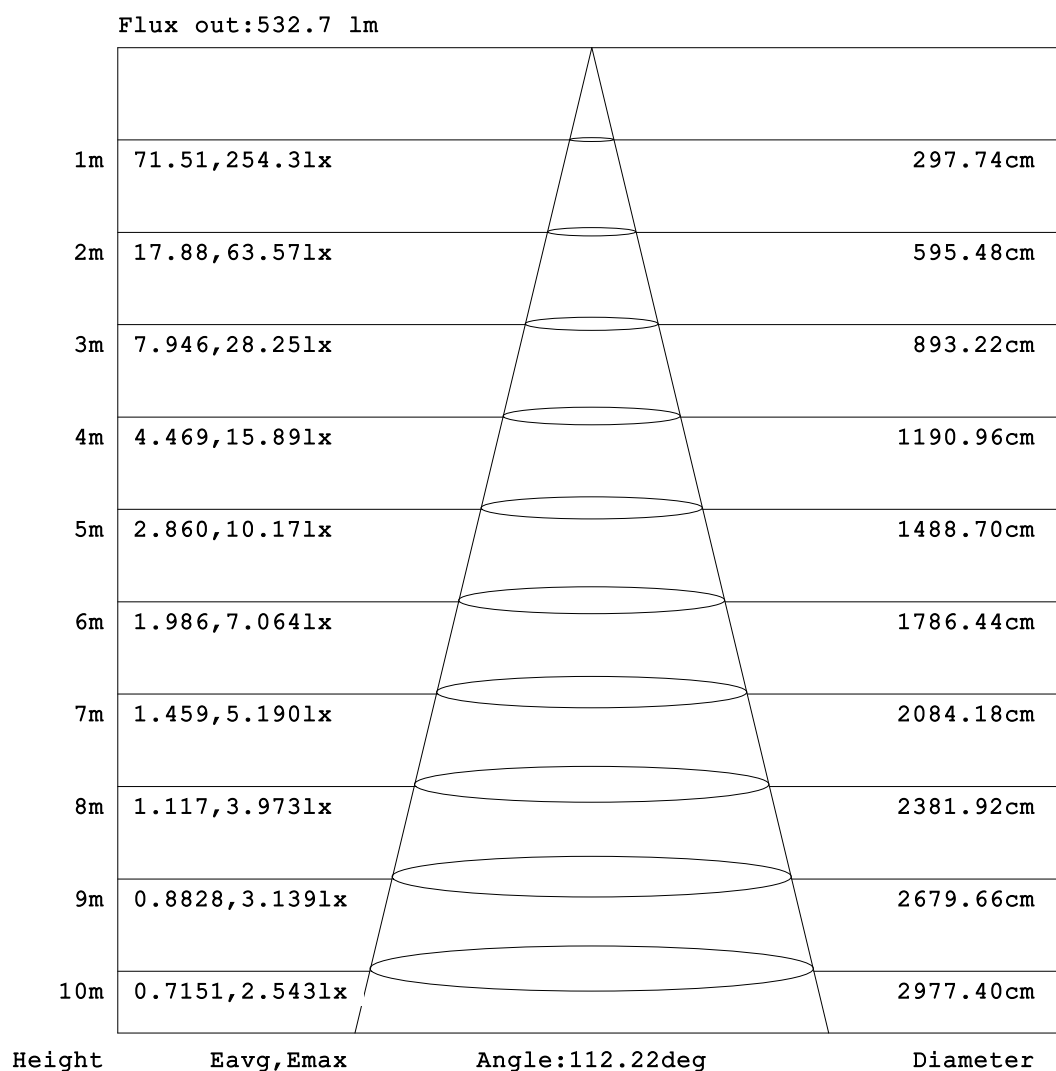 Flux out:532.7 lm
1m 71.51,254.3lx 297.74cm
2m 17.88,63.57lx 595.48cm
3m 7.946,28.25lx 893.22cm
4m 4.469,15.89lx 1190.96cm
5m 2.860,10.17lx 1488.70cm
6m 1.986,7.064lx 1786.44cm
7m 1.459,5.190lx 2084.18cm
8m 1.117,3.973lx 2381.92cm
9m 0.8828,3.139lx 2679.66cm
10m 0.7151,2.543lx 2977.40cm
Height Eavg,Emax Angle:112.22deg Diameter